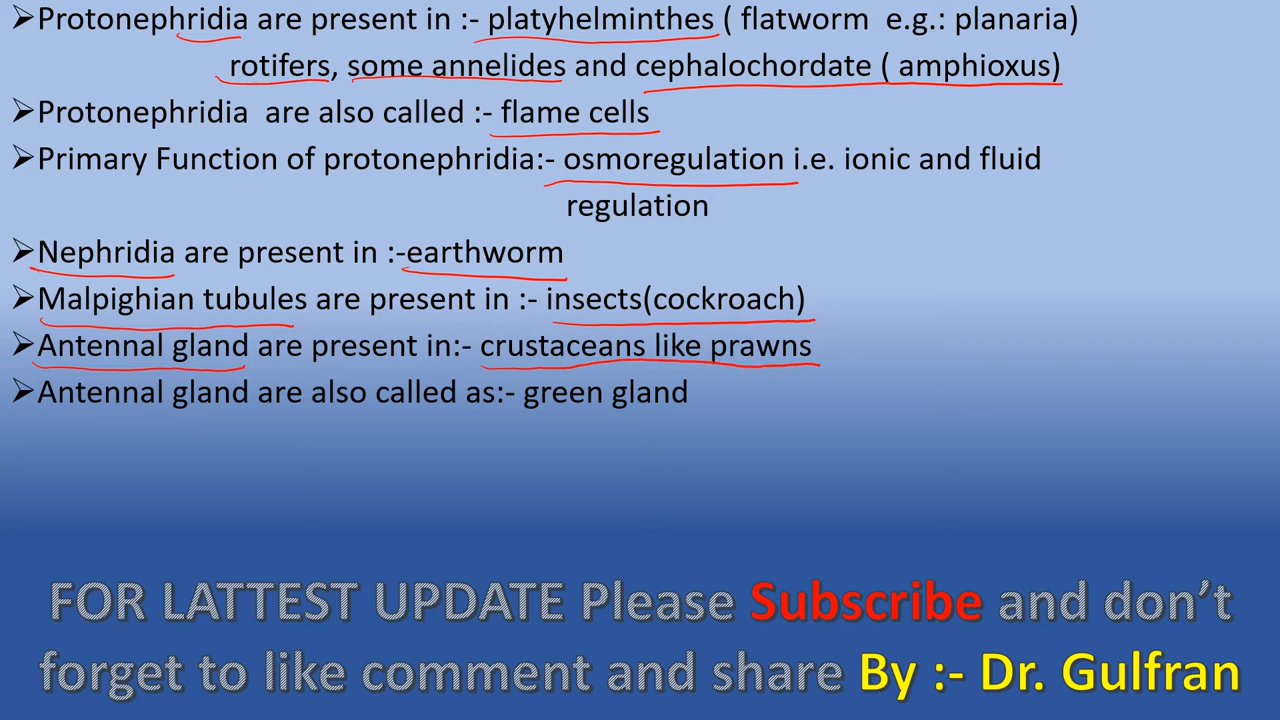 ➢Protonephridia are present in :- platyhelminthes ( flatworm e.g.: planaria)
rotifers, some annelides and cephalochordate ( amphioxus)
➢Protonephridia are also called :- flame cells
➢Primary Function of protonephridia:- osmoregulation i.e. ionic and fluid
regulation
➢Nephridia are present in :-earthworm
➢Malpighian tubules are present in :- insects(cockroach)
➢Antennal gland are present in:- crustaceans like prawns
➢Antennal gland are also called as:- green gland
FOR LATTEST UPDATE Please Subscribe and don’t
forget to like comment and share By :- Dr. Gulfran